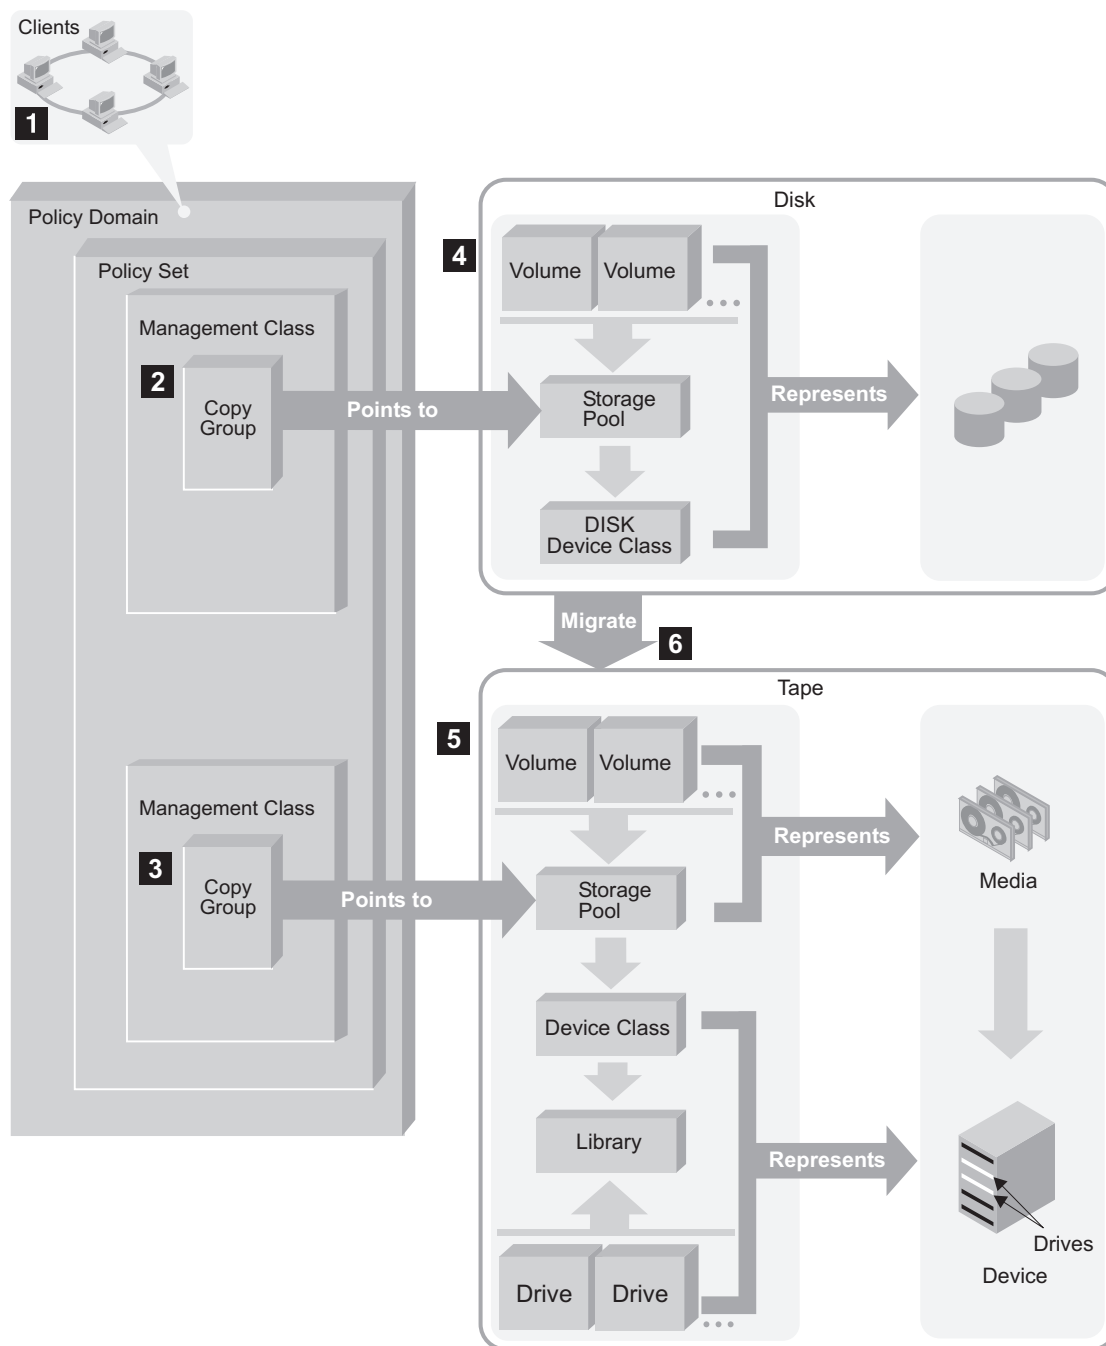 Clients
1
Policy Domain
Policy Set
Management Class
2
Copy
Group
Points to
Disk
4
Volume
Volume
Storage
Pool
DISK
Device Class
Represents
Migrate
6
Tape
5
Volume
Volume
Management Class
3
Copy
Group
Points to
Storage
Pool
Represents
Media
Device Class
Library
Represents
Drive
Drive
Drives
Device